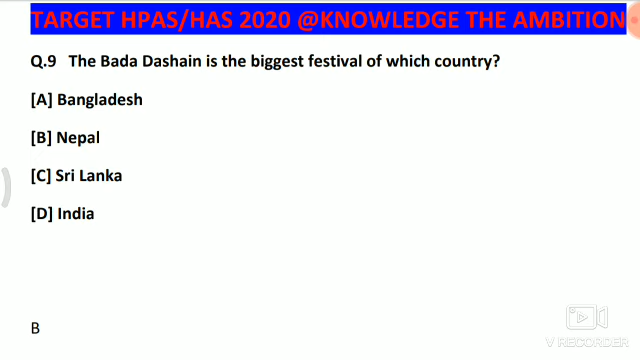 TARGET HPAS/HAS 2020 @KNOWLEDGE THE AMBITION
Q.9 The Bada Dashain is the biggest festival of which country?
[A] Bangladesh
[B] Nepal
[C] Sri Lanka
[D] India
B
V RECORDER